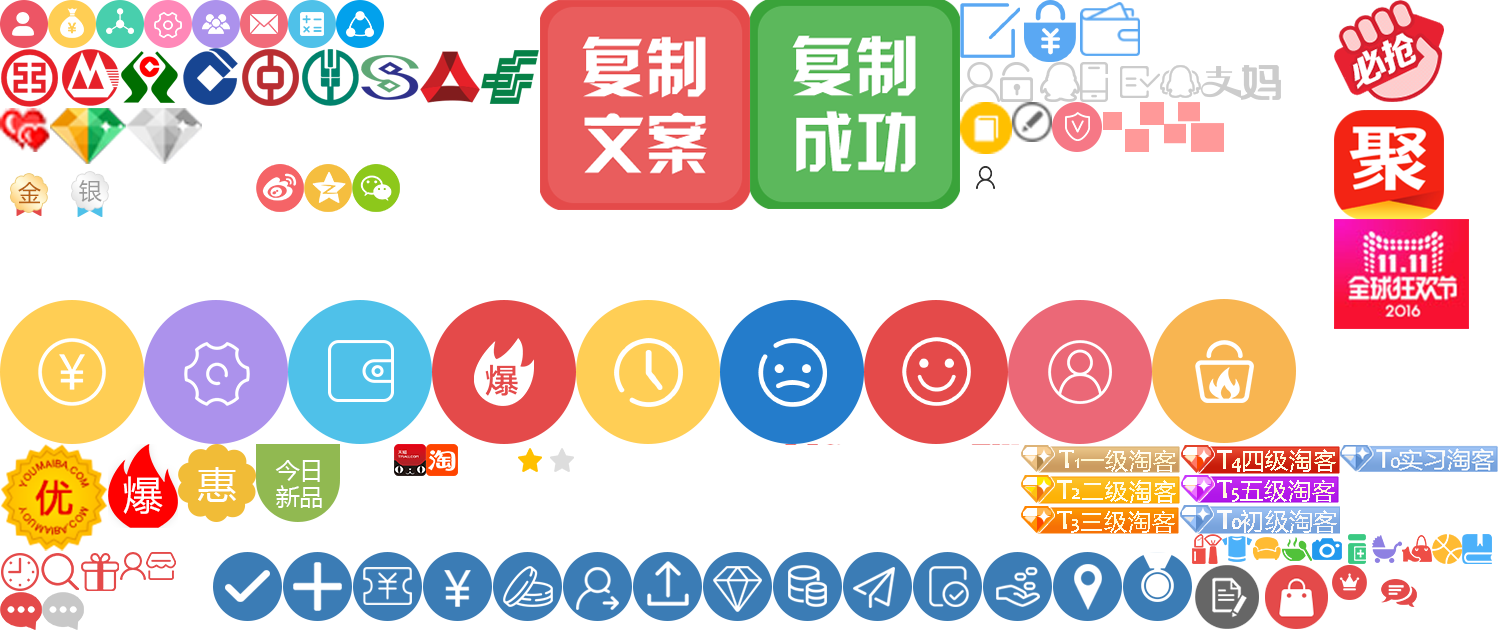 复制
文案
复制
成功
必抢
支
妈
聚
金
银
11.11
全球狂欢节
2016
爆
YOUMAIBA.COM
优
YOUMAIBA.COM
爆
惠
今日
新品
天猫
TMALL.COM
淘
T1一级淘客
T4四级淘客
T0实习淘客
T2二级淘客
T5五级淘客
T3三级淘客
T0初级淘客